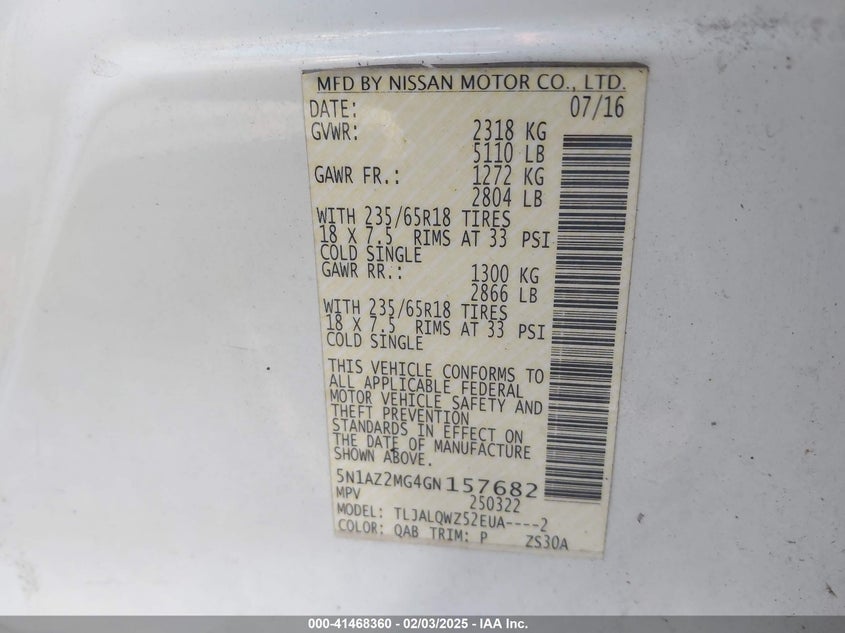 MFD BY NISSAN MOTOR CO., LTD.
DATE: 07/16
GVWR: 2318 KG
5110 LB
GAWR FR.: 1272 KG
2804 LB
WITH 235/65R18 TIRES
18 X 7.5 RIMS AT 33 PSI
COLD SINGLE
GAWR RR.: 1300 KG
2866 LB
WITH 235/65R18 TIRES
18 X 7.5 RIMS AT 33 PSI
COLD SINGLE
THIS VEHICLE CONFORMS TO
ALL APPLICABLE FEDERAL
MOTOR VEHICLE SAFETY AND
THEFT PREVENTION
STANDARDS IN EFFECT ON
THE DATE OF MANUFACTURE
SHOWN ABOVE.
5N1AZ2MG4GN157682
MPV 250322
MODEL: TLJALQWZ52EUA----2
COLOR: QAB TRIM: P ZS30A
000-41468360 - 02/03/2025 - IAA Inc.